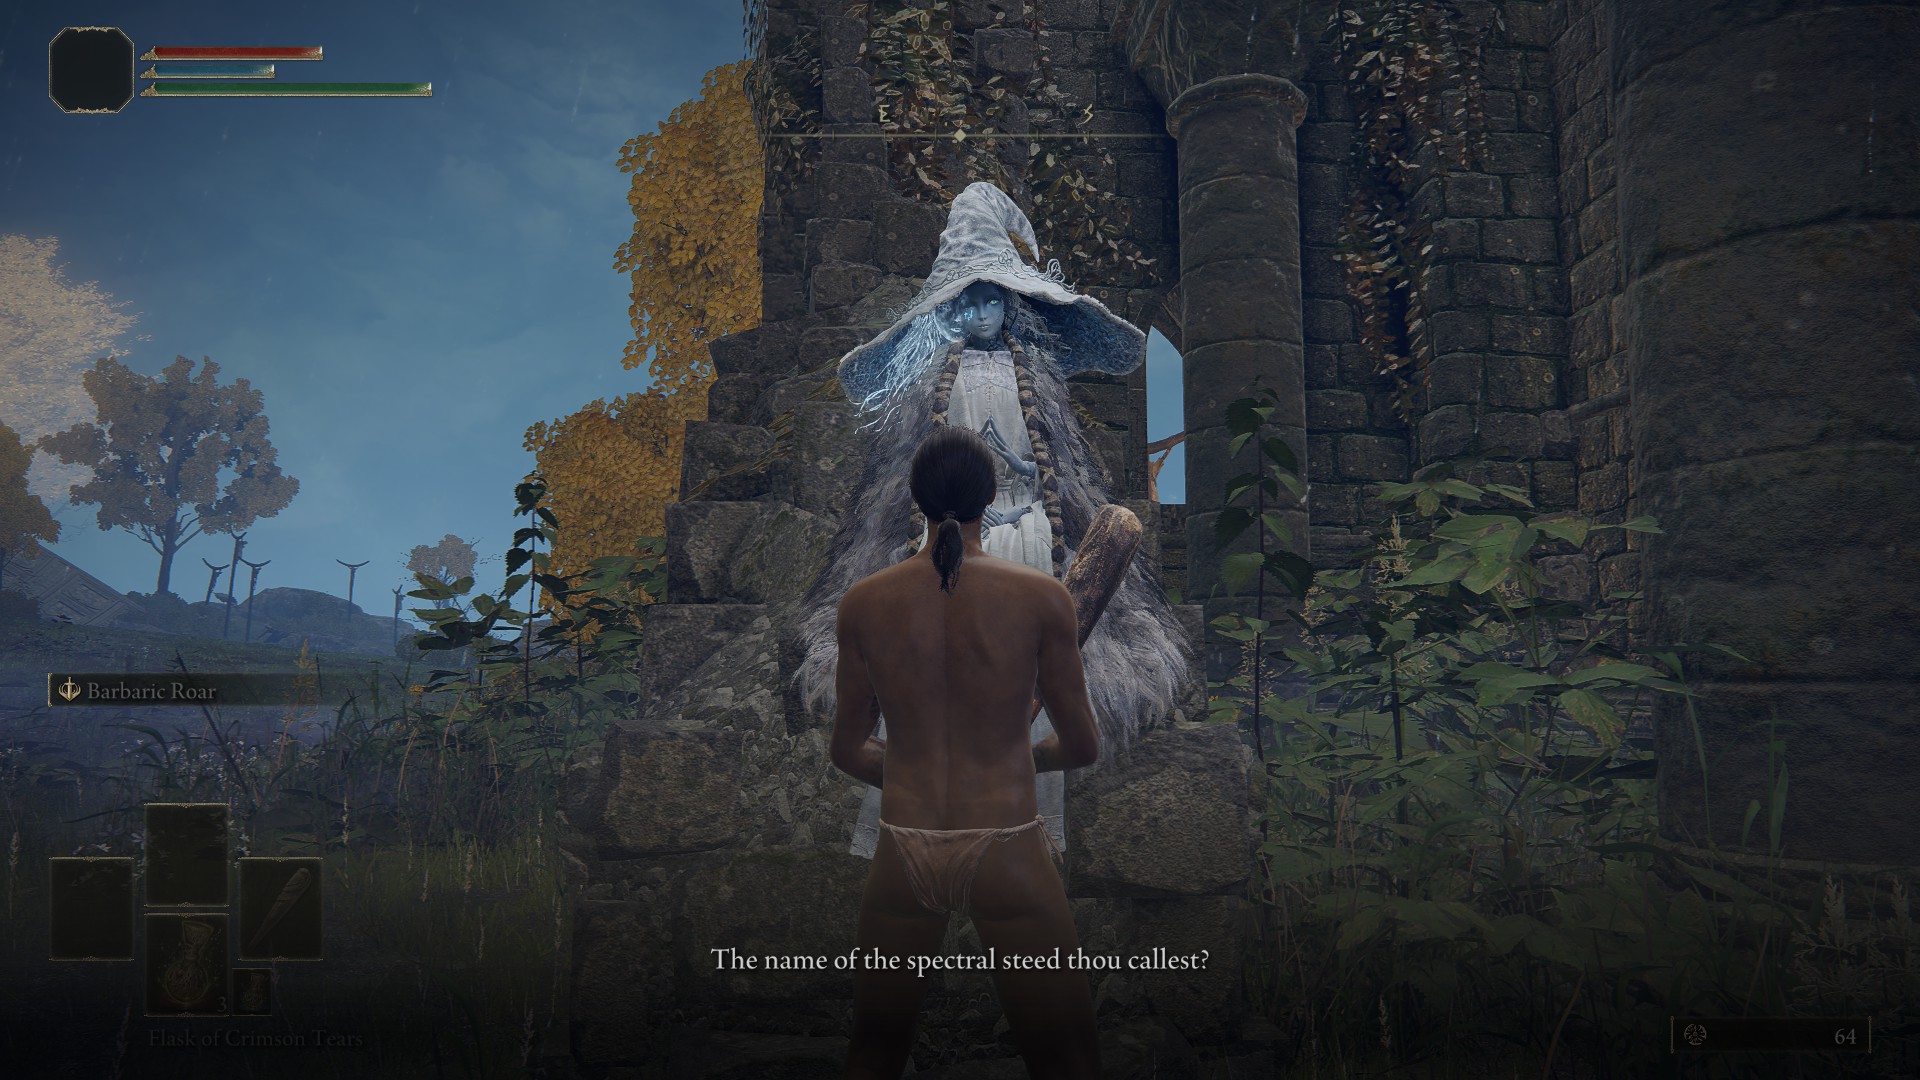 E S
Barbaric Roar
The name of the spectral steed thou callest?
3
Flask of Crimson Tears
64